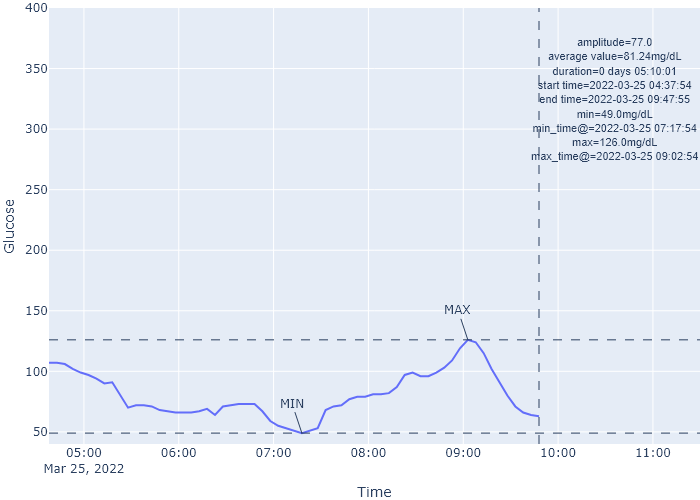 400
350
300
250
200
150
100
50
Glucose
amplitude=77.0
average value=81.24mg/dL
duration=0 days 05:10:01
start time=2022-03-25 04:37:54
end time=2022-03-25 09:47:55
min=49.0mg/dL
min_time@=2022-03-25 07:17:54
max=126.0mg/dL
max_time@=2022-03-25 09:02:54
MAX
MIN
05:00 06:00 07:00 08:00 09:00 10:00 11:00
Mar 25, 2022
Time